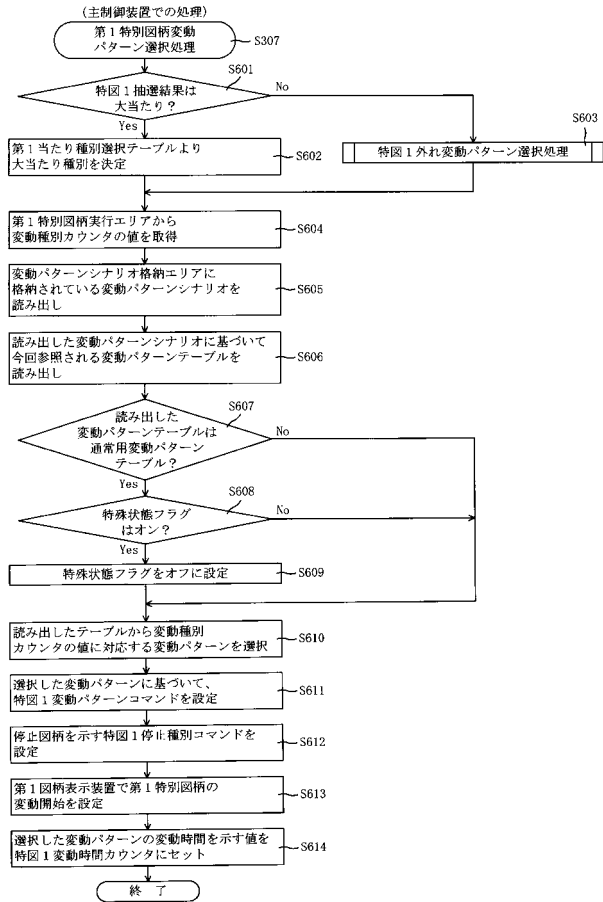 (主制御装置での処理)
第1特別図柄変動
パターン選択処理
S307
S601
特図1抽選結果は
大当たり？
No
Yes
S603
第1当たり種別選択テーブルより
大当たり種別を決定
S602
特図1外れ変動パターン選択処理
第1特別図柄実行エリアから
変動種別カウンタの値を取得
S604
変動パターンシナリオ格納エリアに
格納されている変動パターンシナリオを
読み出し
S605
読み出した変動パターンシナリオに基づいて
今回参照される変動パターンテーブルを
読み出し
S606
S607
読み出した
変動パターンテーブルは
通常用変動パターン
テーブル？
No
Yes
S608
特殊状態フラグ
はオン？
No
Yes
特殊状態フラグをオフに設定
S609
読み出したテーブルから変動種別
カウンタの値に対応する変動パターンを選択
S610
選択した変動パターンに基づいて、
特図1変動パターンコマンドを設定
S611
停止図柄を示す特図1停止種別コマンドを
設定
S612
第1図柄表示装置で第1特別図柄の
変動開始を設定
S613
選択した変動パターンの変動時間を示す値を
特図1変動時間カウンタにセット
S614
終 了